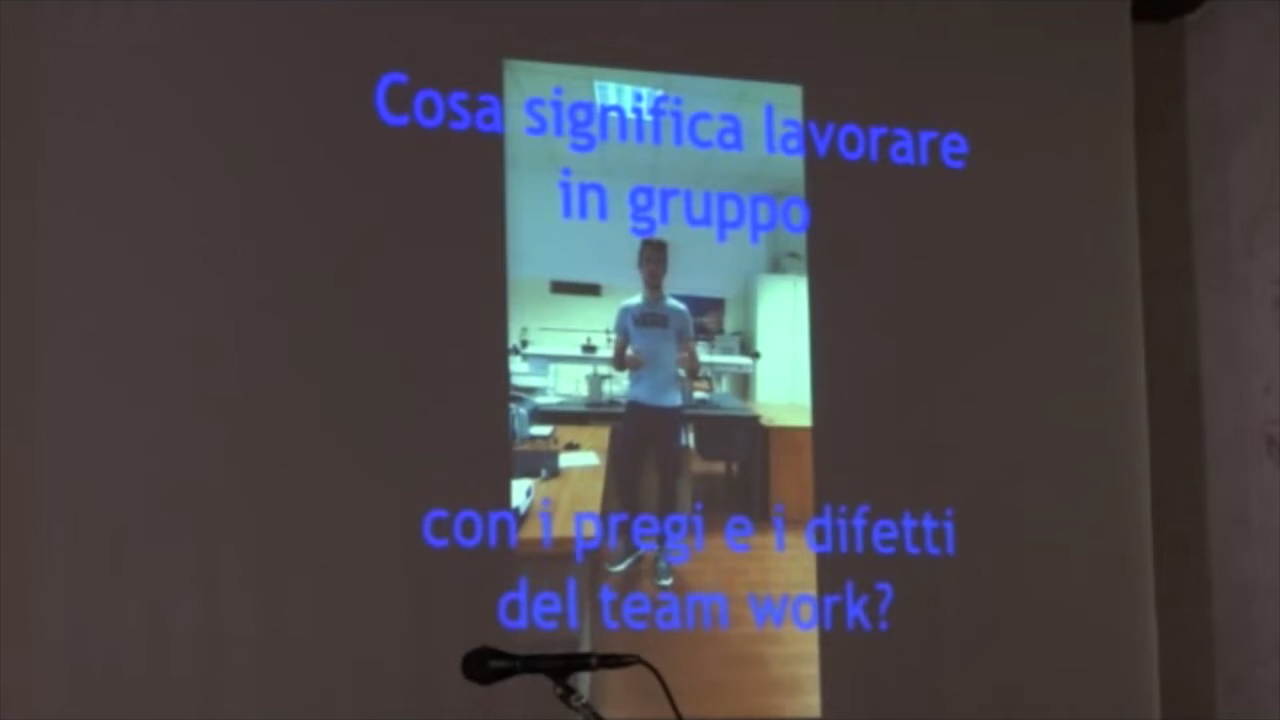 Cosa significa lavorare
in gruppo
con i pregi e i difetti
del team work?